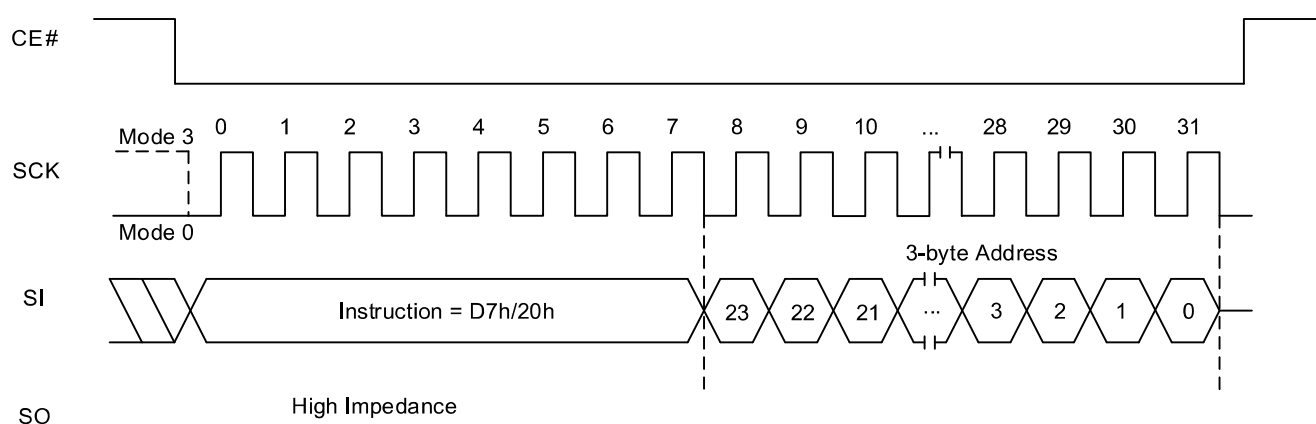 CE#
Mode 3
0 1 2 3 4 5 6 7 8 9 10 ... 28 29 30 31
SCK
Mode 0
3-byte Address
SI
Instruction = D7h/20h
23 22 21 ... 3 2 1 0
High Impedance
SO